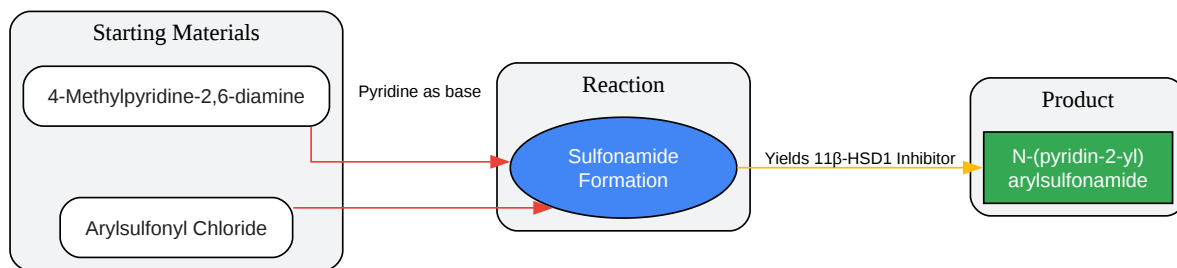 Starting Materials
4-Methylpyridine-2,6-diamine
Arylsulfonyl Chloride
Pyridine as base
Reaction
Sulfonamide
Formation
Yields 11β-HSD1 Inhibitor
Product
N-(pyridin-2-yl)
arylsulfonamide